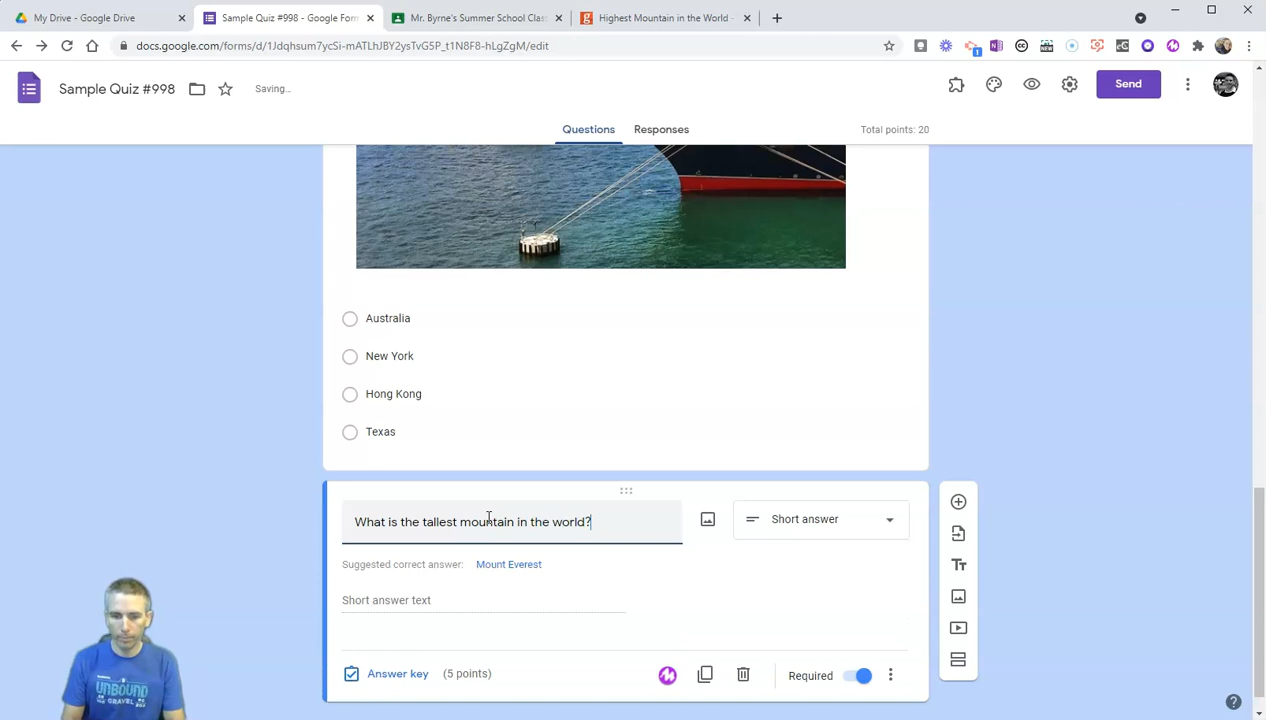 My Drive - Google Drive
Sample Quiz #998 - Google Form
Mr. Byrne's Summer School Class
Highest Mountain in the World -
docs.google.com/forms/d/1Jdqhsum7ycSi-mATLhJBY2ysTvG5P_t1N8F8-hLgZgM/edit
Sample Quiz #998
Saving...
Send
Questions
Responses
Total points: 20
Australia
New York
Hong Kong
Texas
What is the tallest mountain in the world?
Short answer
Suggested correct answer: Mount Everest
Short answer text
Answer key
(5 points)
Required
UNBOUND
GRAVEL